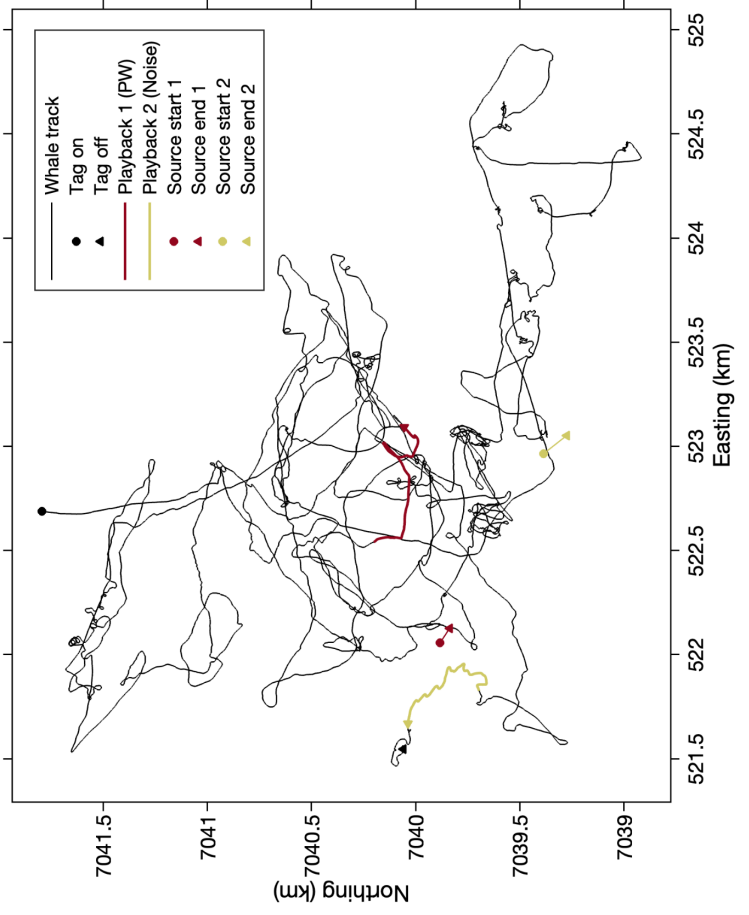 Whale track
Tag on
Tag off
Playback 1 (PW)
Playback 2 (Noise)
Source start 1
Source end 1
Source start 2
Source end 2
Northing (km)
7041.5
7041
7040.5
7040
7039.5
7039
521.5
522
522.5
523
523.5
524
524.5
525
Easting (km)